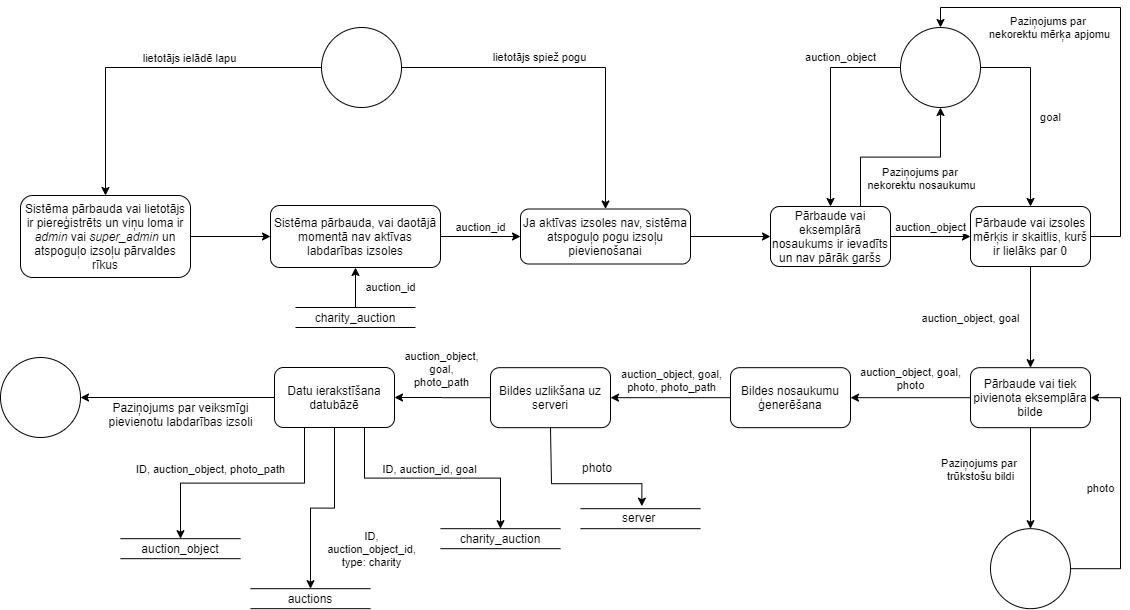 Paziņojums par
nekorektu mērķa apjomu
lietotājs ielādē lapu
lietotājs spiež pogu
auction_object
goal
Paziņojums par
nekorektu nosaukumu
Sistēma pārbauda vai lietotājs
ir piereģistrēts un viņu loma ir
admin vai super_admin un
atspoguļo izsoļu pārvaldes
rīkus
Sistēma pārbauda, vai daotājā
momentā nav aktīvas
labdarības izsoles
auction_id
Ja aktīvas izsoles nav, sistēma
atspoguļo pogu izsoļu
pievienošanai
Pārbaude vai
eksemplārā
nosaukums ir ievadīts
un nav pārāk garšs
auction_object
Pārbaude vai izsoles
mērķis ir skaitlis, kurš
ir lielāks par 0
auction_id
charity_auction
auction_object, goal
Paziņojums par veiksmīgi
pievienotu labdarības izsoli
Datu ierakstīšana
datubāzē
auction_object,
goal,
photo_path
Bildes uzlikšana uz
serveri
auction_object, goal,
photo, photo_path
Bildes nosaukumu
ģenerēšana
auction_object, goal,
photo
Pārbaude vai tiek
pivienota eksemplāra
bilde
ID, auction_object, photo_path
ID, auction_id, goal
photo
Paziņojums par
trūkstošu bildi
photo
server
auction_object
charity_auction
ID,
auction_object_id,
type: charity
auctions